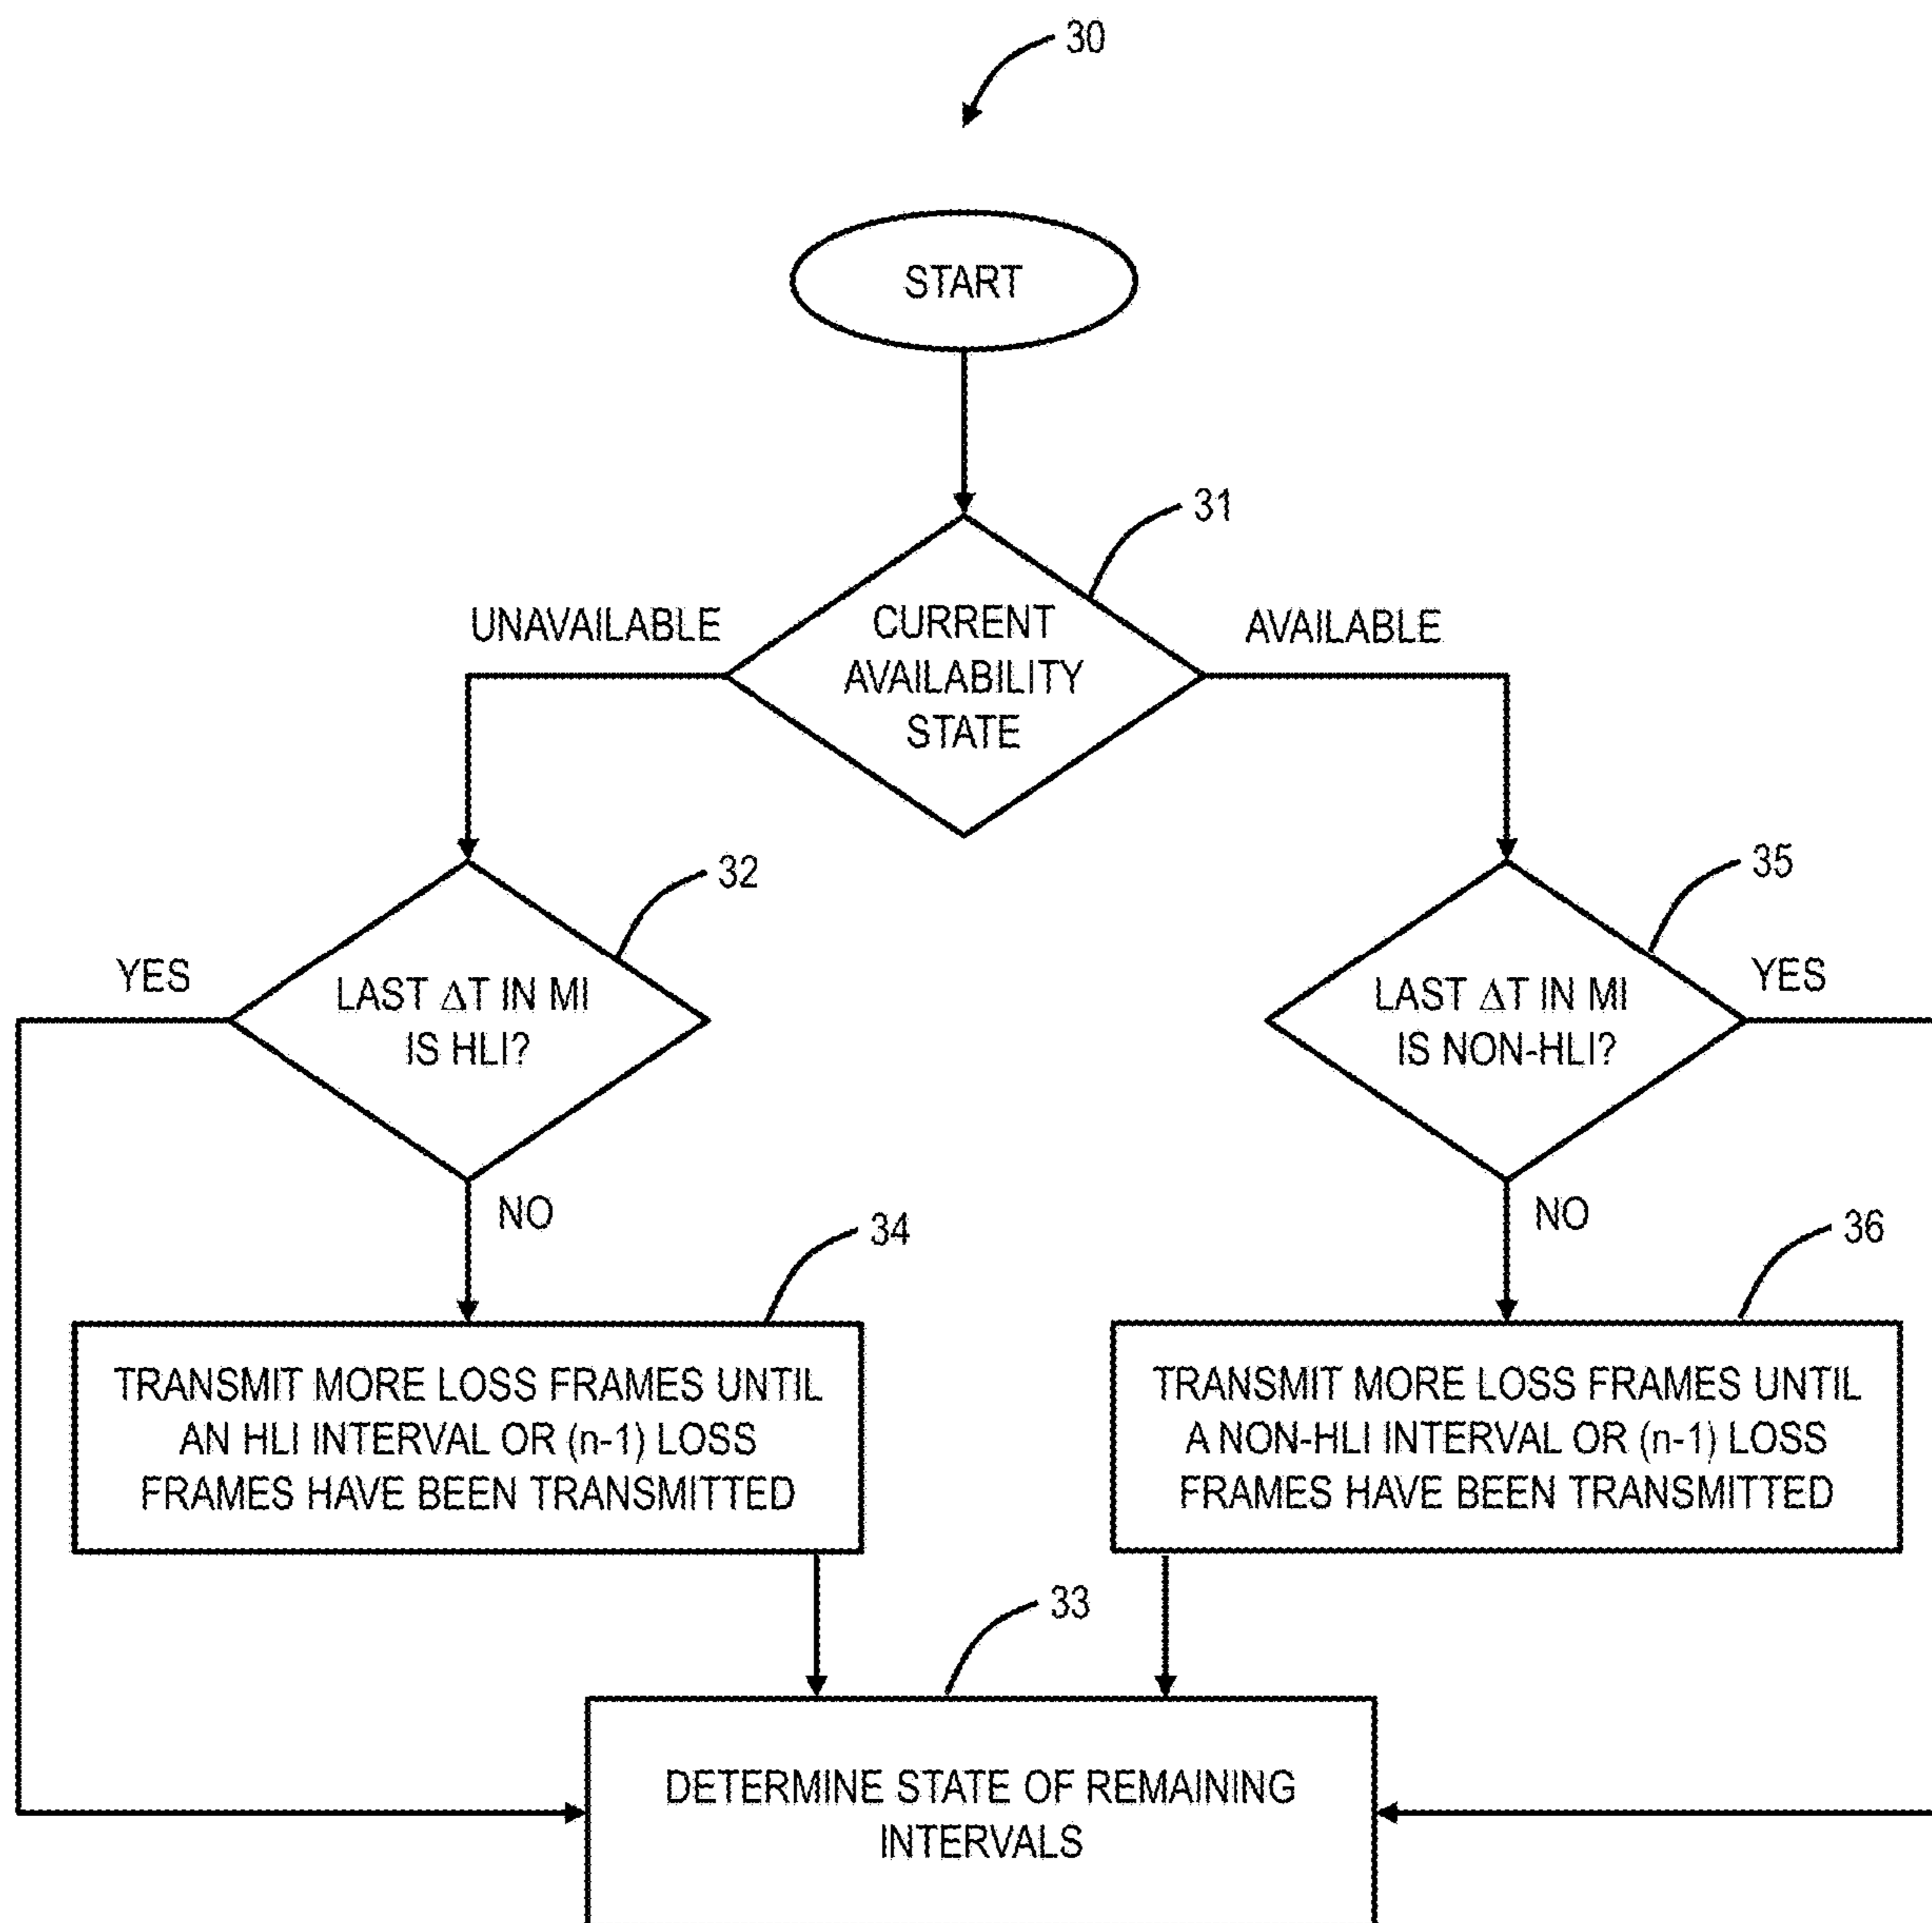 30
START
31
UNAVAILABLE
AVAILABLE
CURRENT
AVAILABILITY
STATE
32
35
YES
LAST ΔT IN MI
IS HLI?
LAST ΔT IN MI
IS NON-HLI?
YES
NO
NO
34
36
TRANSMIT MORE LOSS FRAMES UNTIL
AN HLI INTERVAL OR (n-1) LOSS
FRAMES HAVE BEEN TRANSMITTED
TRANSMIT MORE LOSS FRAMES UNTIL
A NON-HLI INTERVAL OR (n-1) LOSS
FRAMES HAVE BEEN TRANSMITTED
33
DETERMINE STATE OF REMAINING
INTERVALS